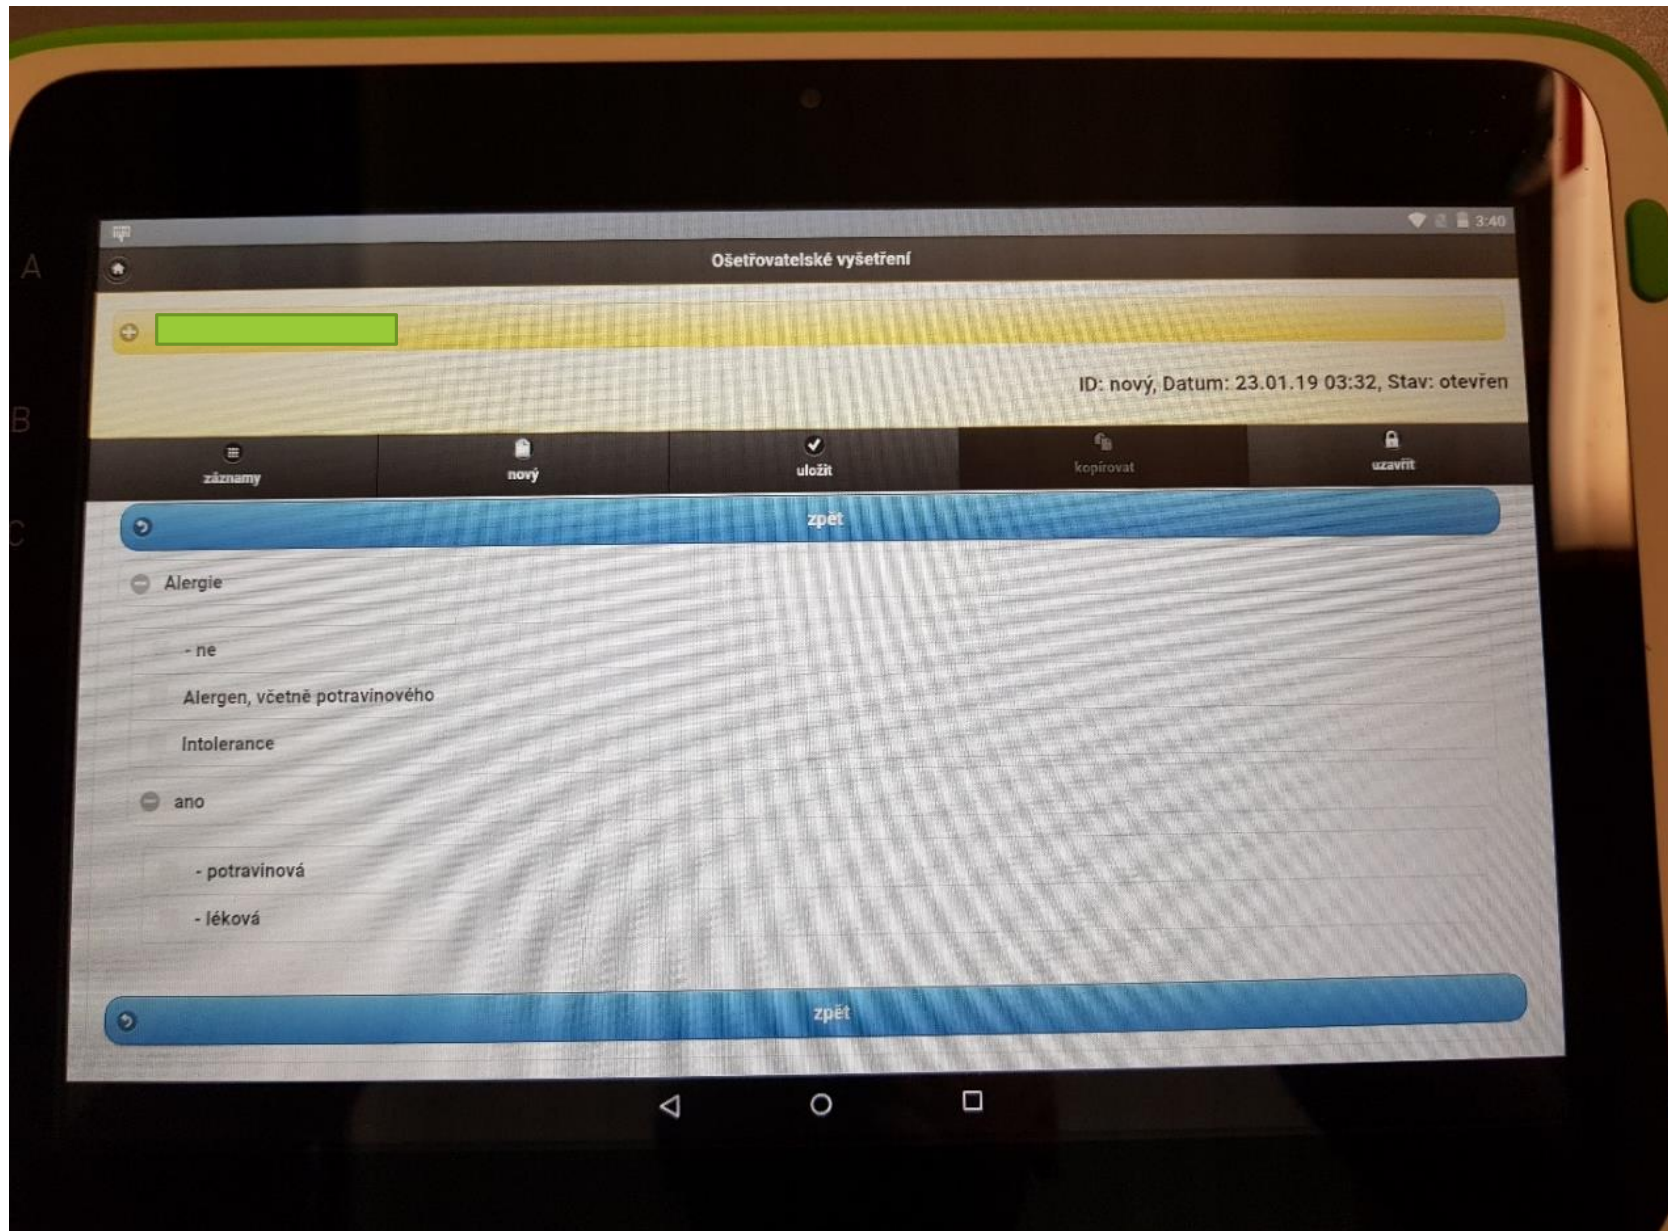 3:40
Ošetřovatelské vyšetření
A
ID: nový, Datum: 23.01.19 03:32, Stav: otevřen
B
záznamy nový uložit kopírovat uzavřít
zpět
C
Alergie
- ne
Alergen, včetně potravinového
Intolerance
ano
- potravinová
- léková
zpět